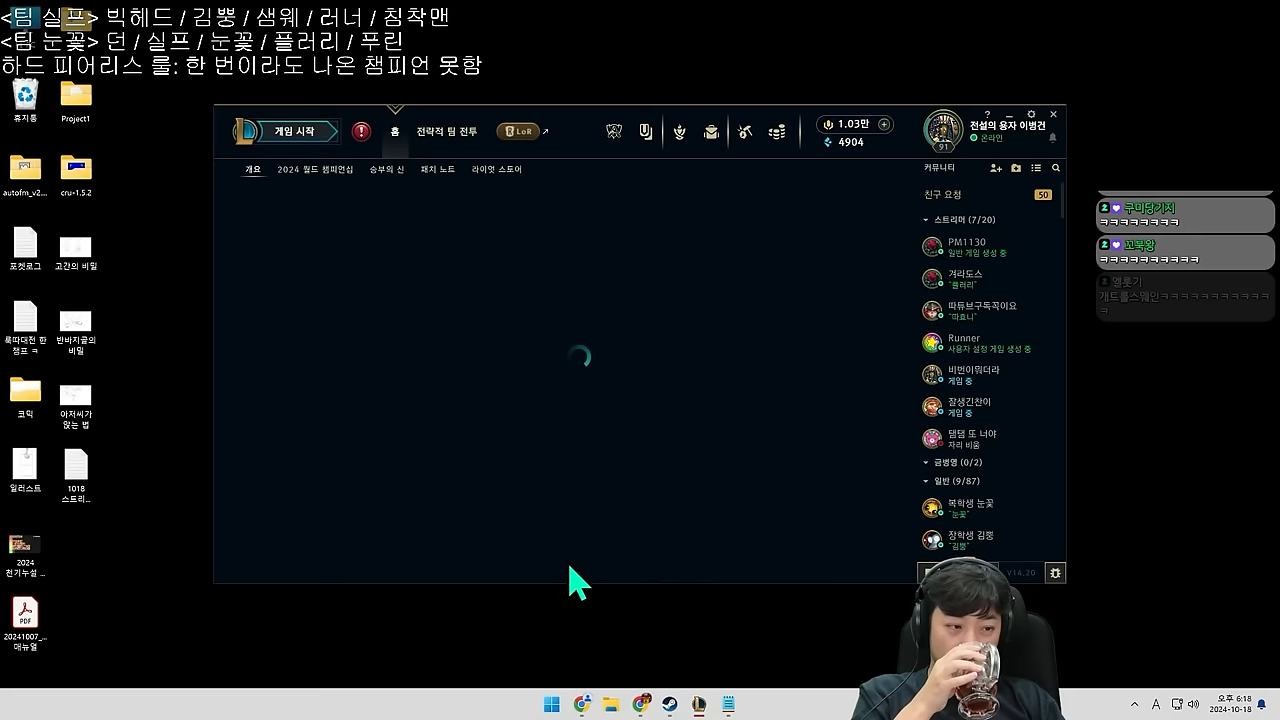 <팀 실프> 빅헤드 / 김뿡 / 샘웨 / 러너 / 침착맨
<팀 눈꽃> 던 / 실프 / 눈꽃 / 플러리 / 푸린
하드 피어리스 룰: 한 번이라도 나온 챔피언 못함
휴지통
Project1
autofm_v2...
cru-1.5.2
포켓로그
고간의 비밀
룩따대전 한
챔프 ㅋ
반바지글의
비밀
코믹
아저씨가
앉는 법
일러스트
1018
스트리...
2024
천기누설 ...
PDF
20241007_...
매뉴얼
게임 시작
홈
전략적 팀 전투
LoR
1.03만
4904
91
전설의 용자 이병건
온라인
개요
2024 월드 챔피언십
승부의 신
패치 노트
라이엇 스토어
커뮤니티
친구 요청
50
스트리머 (7/20)
PM1130
일반 게임 생성 중
겨라도스
"플러리"
따튜브구독꼭이요
"따효니"
Runner
사용자 설정 게임 생성 중
비번이뭐더라
게임 중
잘생긴찬이
게임 중
탬탬 또 너야
자리 비움
금병영 (0/2)
일반 (9/87)
복학생 눈꽃
"눈꽃"
장학생 김뿡
"김뿡"
V14.20
구미당기지
ㅋㅋㅋㅋㅋㅋㅋㅋ
꼬북왕
ㅋㅋㅋㅋㅋㅋㅋㅋㅋㅋ
A
오후 6:18
2024-10-18